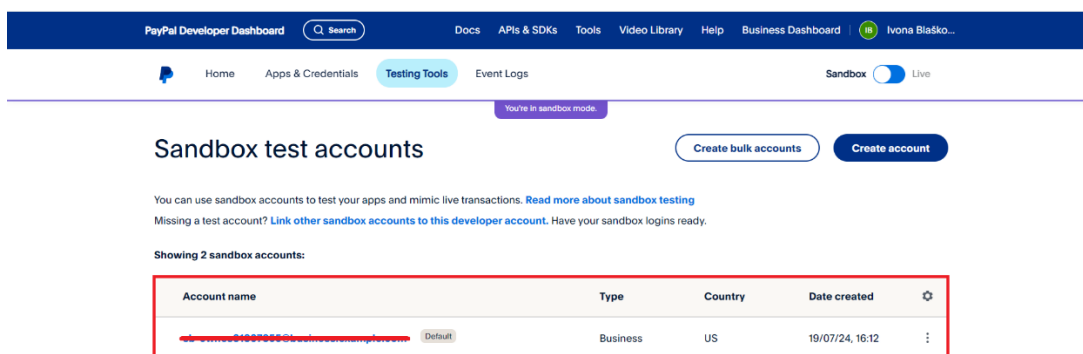 PayPal Developer Dashboard Search Docs APIs & SDKs Tools Video Library Help Business Dashboard IB Ivona Blaško...
Home Apps & Credentials Testing Tools Event Logs Sandbox Live
You're in sandbox mode.
Sandbox test accounts Create bulk accounts Create account
You can use sandbox accounts to test your apps and mimic live transactions. Read more about sandbox testing
Missing a test account? Link other sandbox accounts to this developer account. Have your sandbox logins ready.
Showing 2 sandbox accounts:
Account name Type Country Date created
Default Business US 19/07/24, 16:12